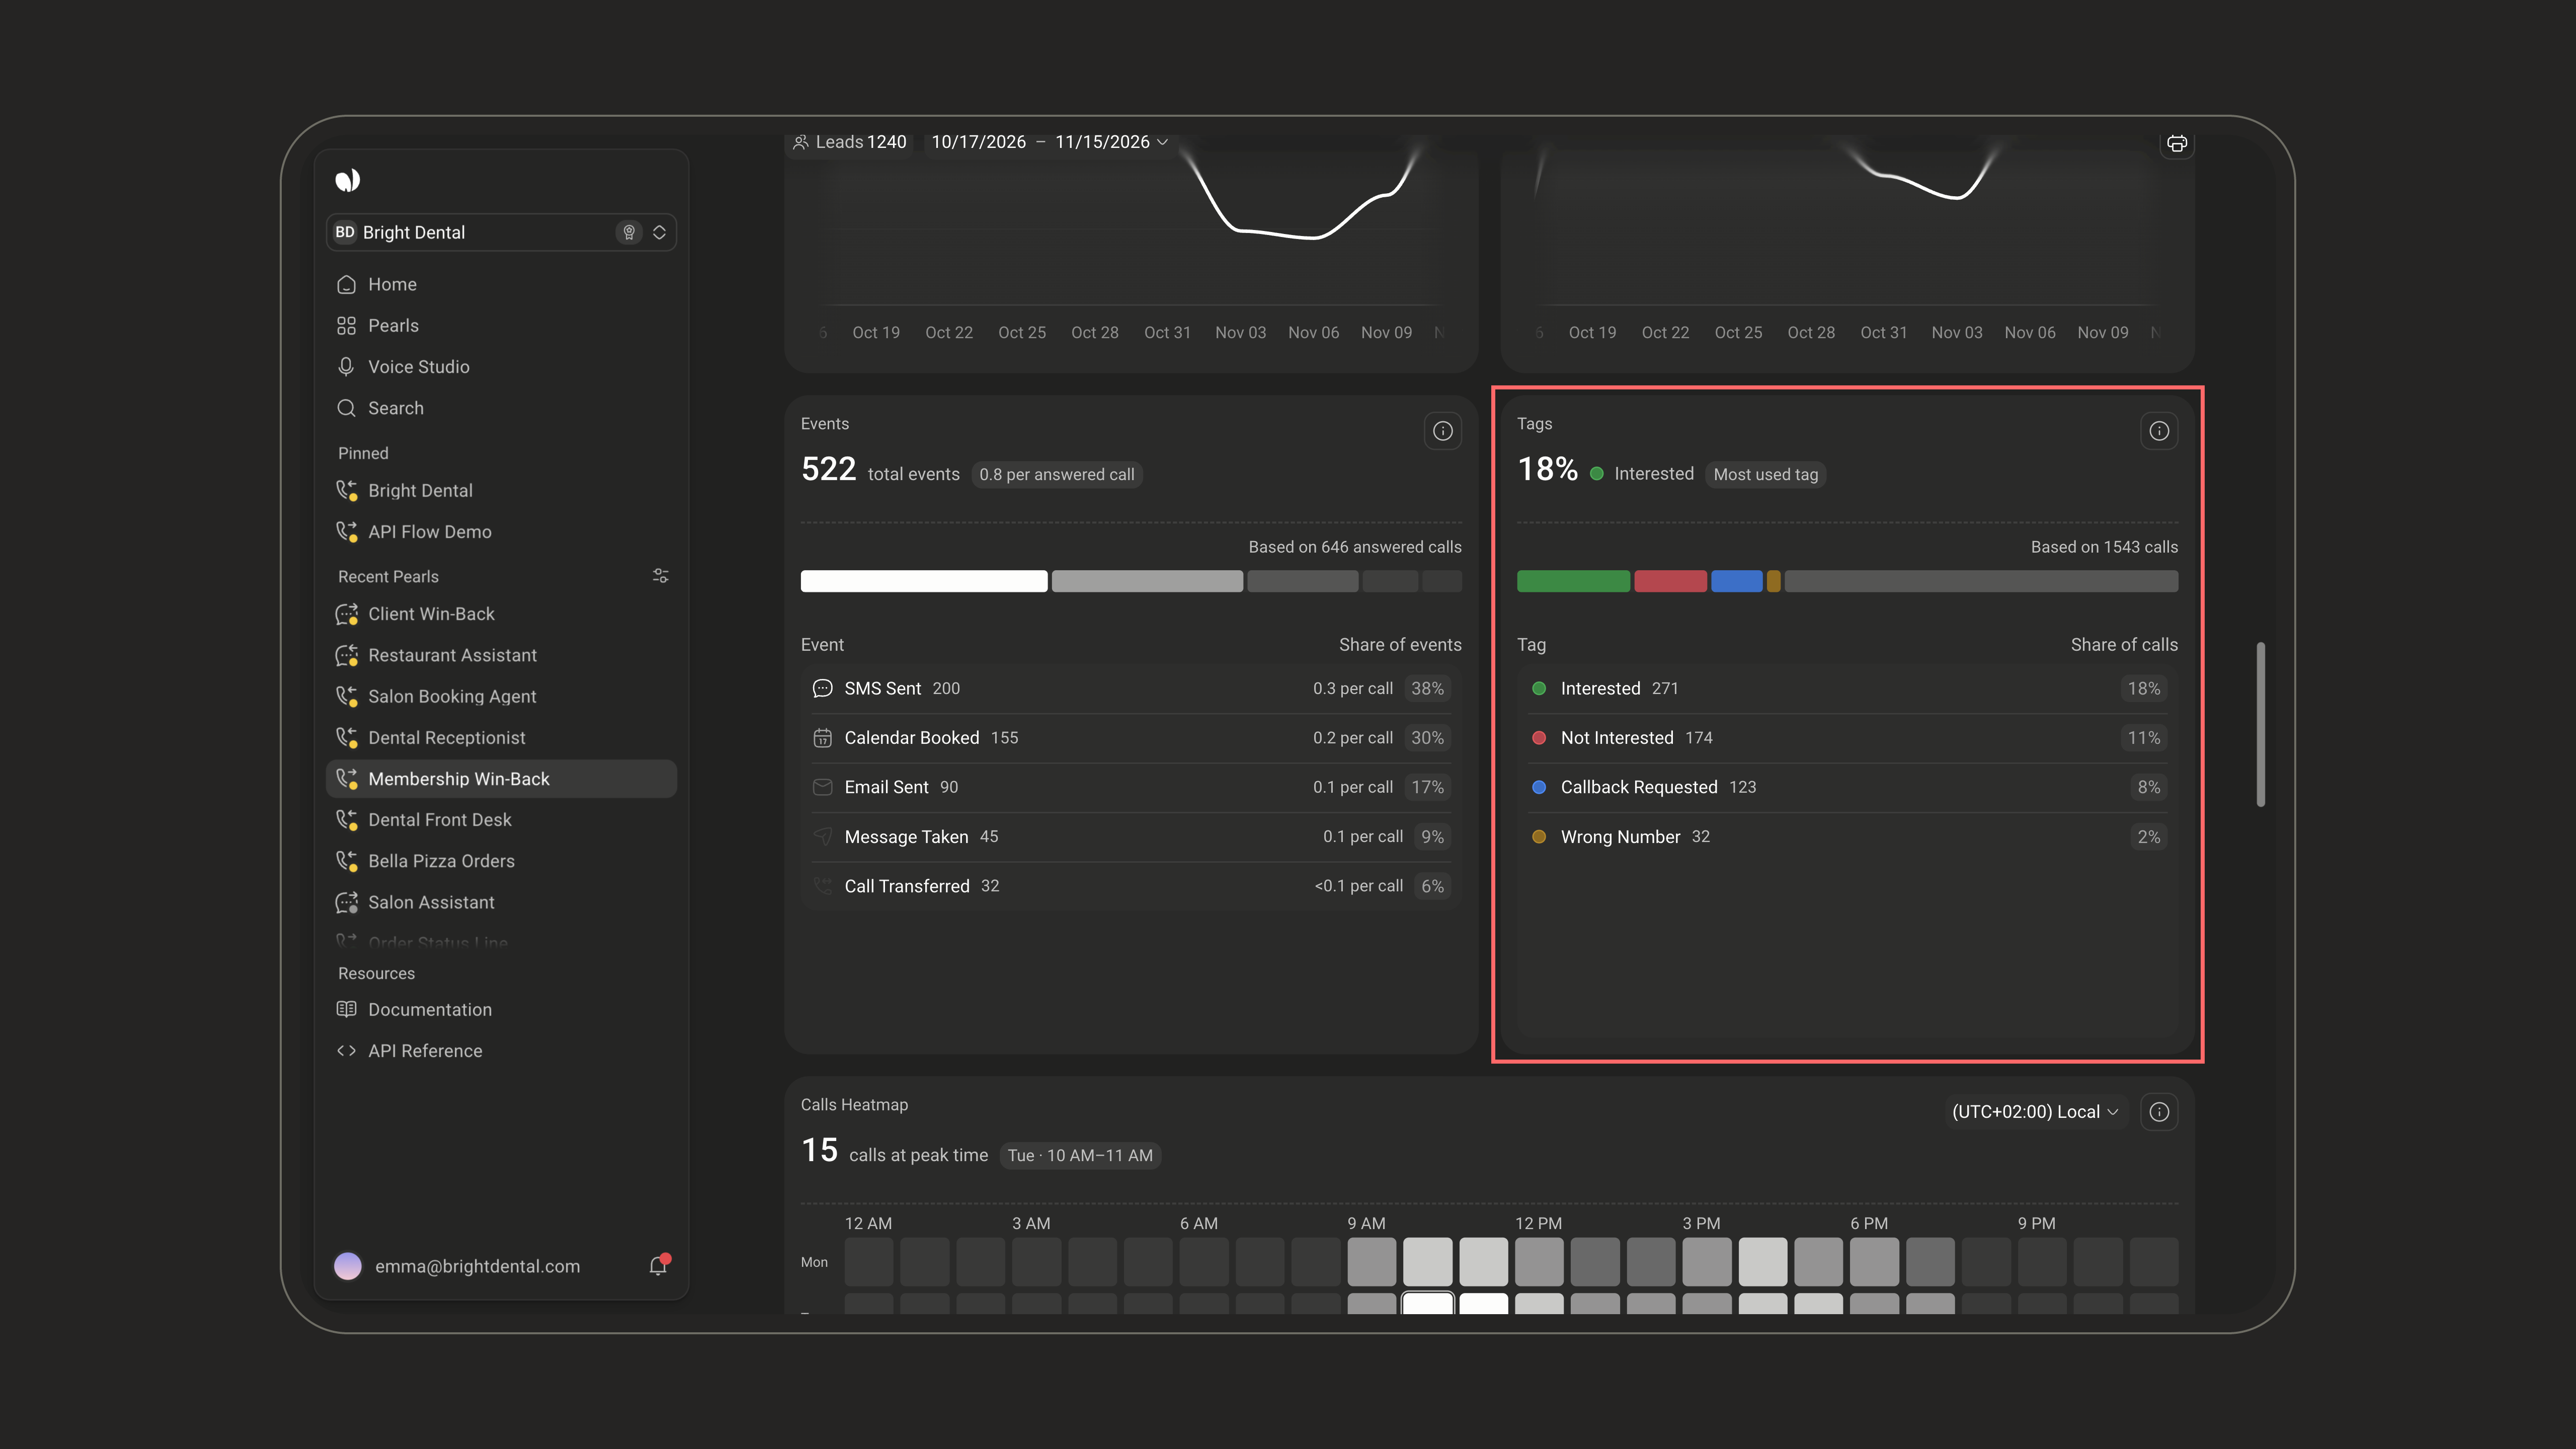 Leads 1240 10/17/2026 – 11/15/2026
BD Bright Dental
Home
Pearls
Voice Studio
Search
Pinned
Bright Dental
API Flow Demo
Recent Pearls
Client Win-Back
Restaurant Assistant
Salon Booking Agent
Dental Receptionist
Membership Win-Back
Dental Front Desk
Bella Pizza Orders
Salon Assistant
Order Status Line
Resources
Documentation
API Reference
emma@brightdental.com
6 Oct 19 Oct 22 Oct 25 Oct 28 Oct 31 Nov 03 Nov 06 Nov 09 N
6 Oct 19 Oct 22 Oct 25 Oct 28 Oct 31 Nov 03 Nov 06 Nov 09 N
Events
522 total events 0.8 per answered call
Based on 646 answered calls
Event Share of events
SMS Sent 200 0.3 per call 38%
17
Calendar Booked 155 0.2 per call 30%
Email Sent 90 0.1 per call 17%
Message Taken 45 0.1 per call 9%
Call Transferred 32 <0.1 per call 6%
Tags
18% Interested Most used tag
Based on 1543 calls
Tag Share of calls
Interested 271 18%
Not Interested 174 11%
Callback Requested 123 8%
Wrong Number 32 2%
Calls Heatmap
(UTC+02:00) Local
15 calls at peak time Tue · 10 AM–11 AM
12 AM 3 AM 6 AM 9 AM 12 PM 3 PM 6 PM 9 PM
Mon